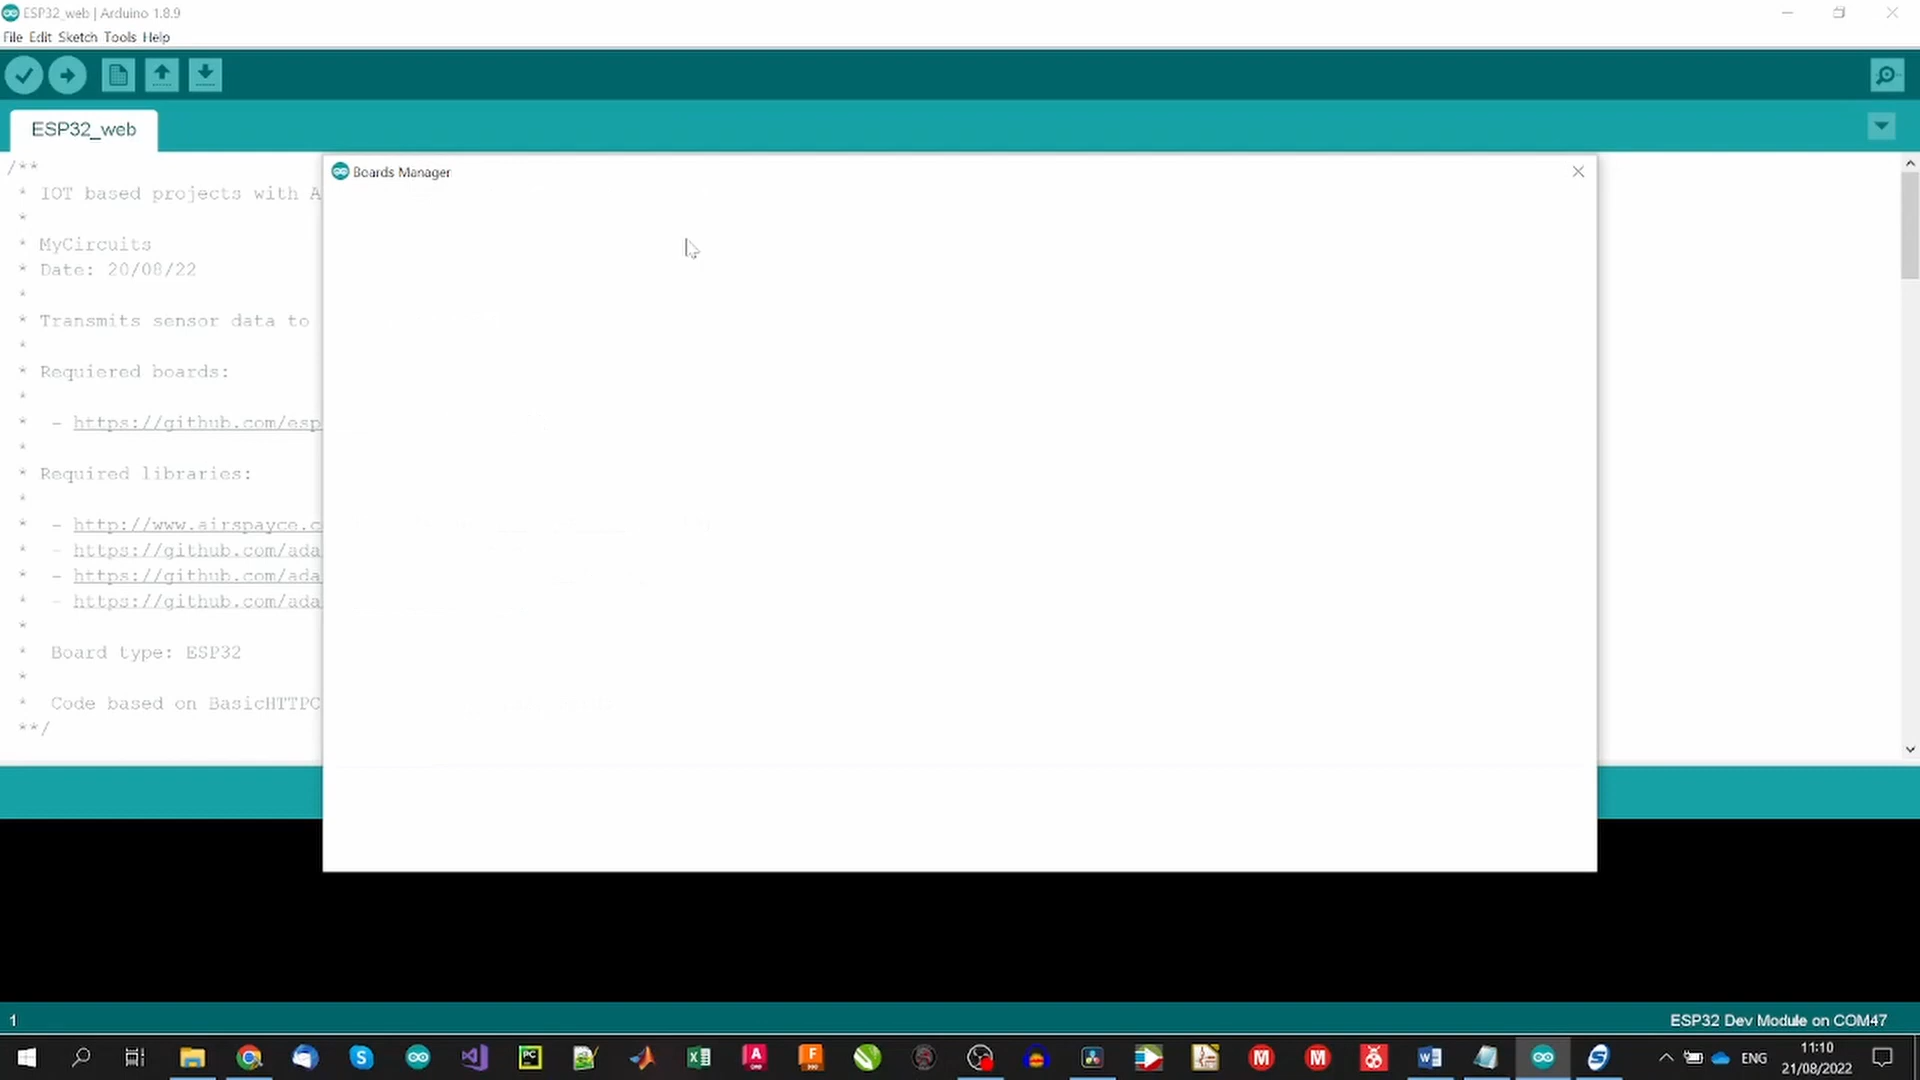 ESP32_web | Arduino 1.8.9
File Edit Sketch Tools Help
ESP32_web
Boards Manager
/**
* IOT based projects with A
*
* MyCircuits
* Date: 20/08/22
*
* Transmits sensor data to
*
* Requiered boards:
*
* - https://github.com/esp
*
* Required libraries:
*
* - http://www.airspayce.c
* - https://github.com/ada
* - https://github.com/ada
* - https://github.com/ada
*
* Board type: ESP32
*
* Code based on BasicHTTPC
**/
1
ESP32 Dev Module on COM47
ENG
11:10
21/08/2022